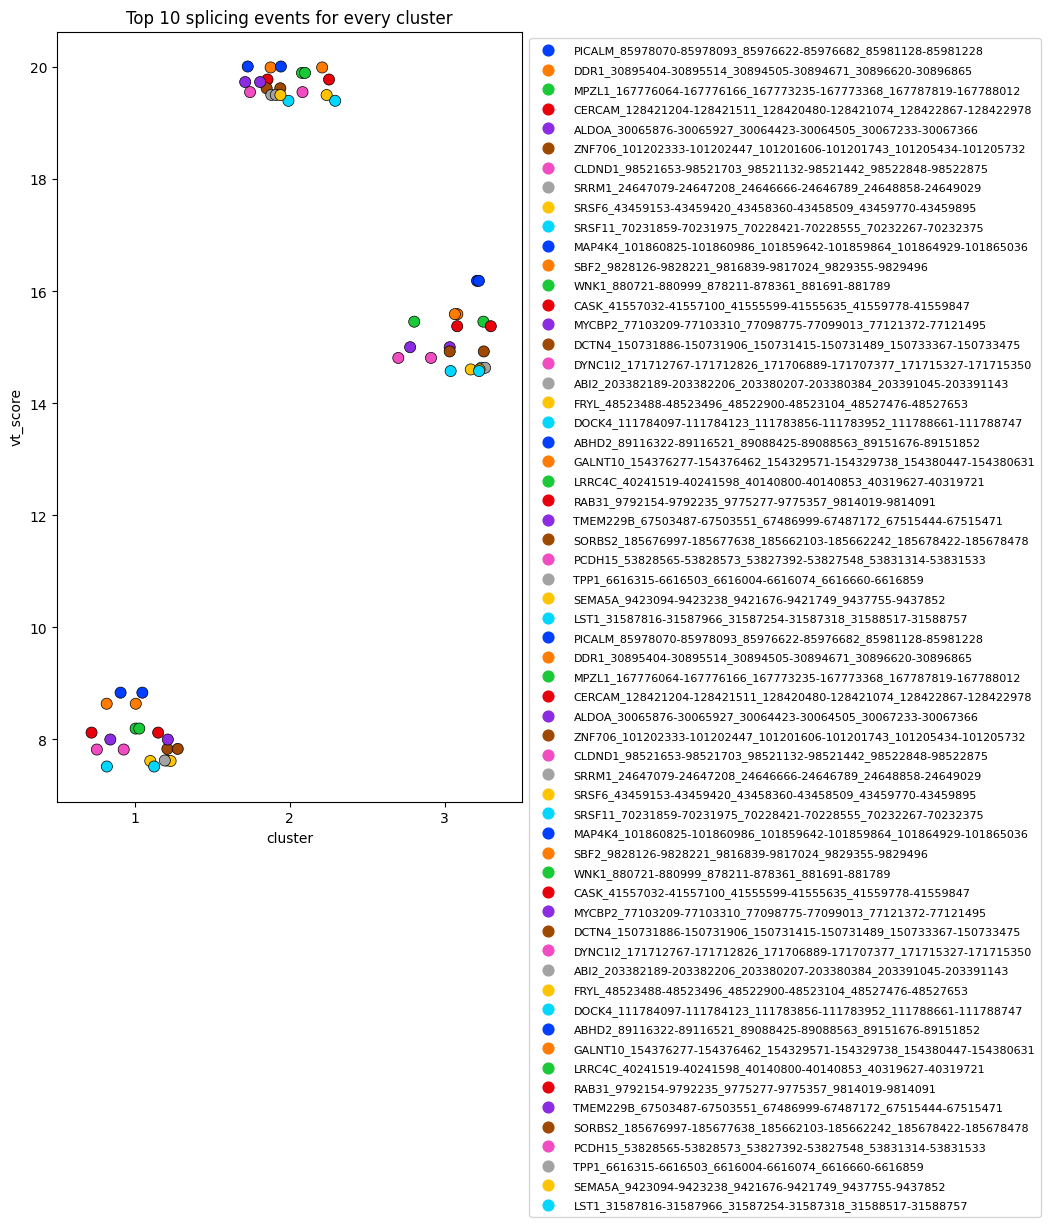 Top 10 splicing events for every cluster
20
18
16
14
12
10
8
vt_score
1
2
3
cluster
PICALM_85978070-85978093_85976622-85976682_85981128-85981228
DDR1_30895404-30895514_30894505-30894671_30896620-30896865
MPZL1_167776064-167776166_167773235-167773368_167787819-167788012
CERCAM_128421204-128421511_128420480-128421074_128422867-128422978
ALDOA_30065876-30065927_30064423-30064505_30067233-30067366
ZNF706_101202333-101202447_101201606-101201743_101205434-101205732
CLDND1_98521653-98521703_98521132-98521442_98522848-98522875
SRRM1_24647079-24647208_24646666-24646789_24648858-24649029
SRSF6_43459153-43459420_43458360-43458509_43459770-43459895
SRSF11_70231859-70231975_70228421-70228555_70232267-70232375
MAP4K4_101860825-101860986_101859642-101859864_101864929-101865036
SBF2_9828126-9828221_9816839-9817024_9829355-9829496
WNK1_880721-880999_878211-878361_881691-881789
CASK_41557032-41557100_41555599-41555635_41559778-41559847
MYCBP2_77103209-77103310_77098775-77099013_77121372-77121495
DCTN4_150731886-150731906_150731415-150731489_150733367-150733475
DYNC1I2_171712767-171712826_171706889-171707377_171715327-171715350
ABI2_203382189-203382206_203380207-203380384_203391045-203391143
FRYL_48523488-48523496_48522900-48523104_48527476-48527653
DOCK4_111784097-111784123_111783856-111783952_111788661-111788747
ABHD2_89116322-89116521_89088425-89088563_89151676-89151852
GALNT10_154376277-154376462_154329571-154329738_154380447-154380631
LRRC4C_40241519-40241598_40140800-40140853_40319627-40319721
RAB31_9792154-9792235_9775277-9775357_9814019-9814091
TMEM229B_67503487-67503551_67486999-67487172_67515444-67515471
SORBS2_185676997-185677638_185662103-185662242_185678422-185678478
PCDH15_53828565-53828573_53827392-53827548_53831314-53831533
TPP1_6616315-6616503_6616004-6616074_6616660-6616859
SEMA5A_9423094-9423238_9421676-9421749_9437755-9437852
LST1_31587816-31587966_31587254-31587318_31588517-31588757
PICALM_85978070-85978093_85976622-85976682_85981128-85981228
DDR1_30895404-30895514_30894505-30894671_30896620-30896865
MPZL1_167776064-167776166_167773235-167773368_167787819-167788012
CERCAM_128421204-128421511_128420480-128421074_128422867-128422978
ALDOA_30065876-30065927_30064423-30064505_30067233-30067366
ZNF706_101202333-101202447_101201606-101201743_101205434-101205732
CLDND1_98521653-98521703_98521132-98521442_98522848-98522875
SRRM1_24647079-24647208_24646666-24646789_24648858-24649029
SRSF6_43459153-43459420_43458360-43458509_43459770-43459895
SRSF11_70231859-70231975_70228421-70228555_70232267-70232375
MAP4K4_101860825-101860986_101859642-101859864_101864929-101865036
SBF2_9828126-9828221_9816839-9817024_9829355-9829496
WNK1_880721-880999_878211-878361_881691-881789
CASK_41557032-41557100_41555599-41555635_41559778-41559847
MYCBP2_77103209-77103310_77098775-77099013_77121372-77121495
DCTN4_150731886-150731906_150731415-150731489_150733367-150733475
DYNC1I2_171712767-171712826_171706889-171707377_171715327-171715350
ABI2_203382189-203382206_203380207-203380384_203391045-203391143
FRYL_48523488-48523496_48522900-48523104_48527476-48527653
DOCK4_111784097-111784123_111783856-111783952_111788661-111788747
ABHD2_89116322-89116521_89088425-89088563_89151676-89151852
GALNT10_154376277-154376462_154329571-154329738_154380447-154380631
LRRC4C_40241519-40241598_40140800-40140853_40319627-40319721
RAB31_9792154-9792235_9775277-9775357_9814019-9814091
TMEM229B_67503487-67503551_67486999-67487172_67515444-67515471
SORBS2_185676997-185677638_185662103-185662242_185678422-185678478
PCDH15_53828565-53828573_53827392-53827548_53831314-53831533
TPP1_6616315-6616503_6616004-6616074_6616660-6616859
SEMA5A_9423094-9423238_9421676-9421749_9437755-9437852
LST1_31587816-31587966_31587254-31587318_31588517-31588757